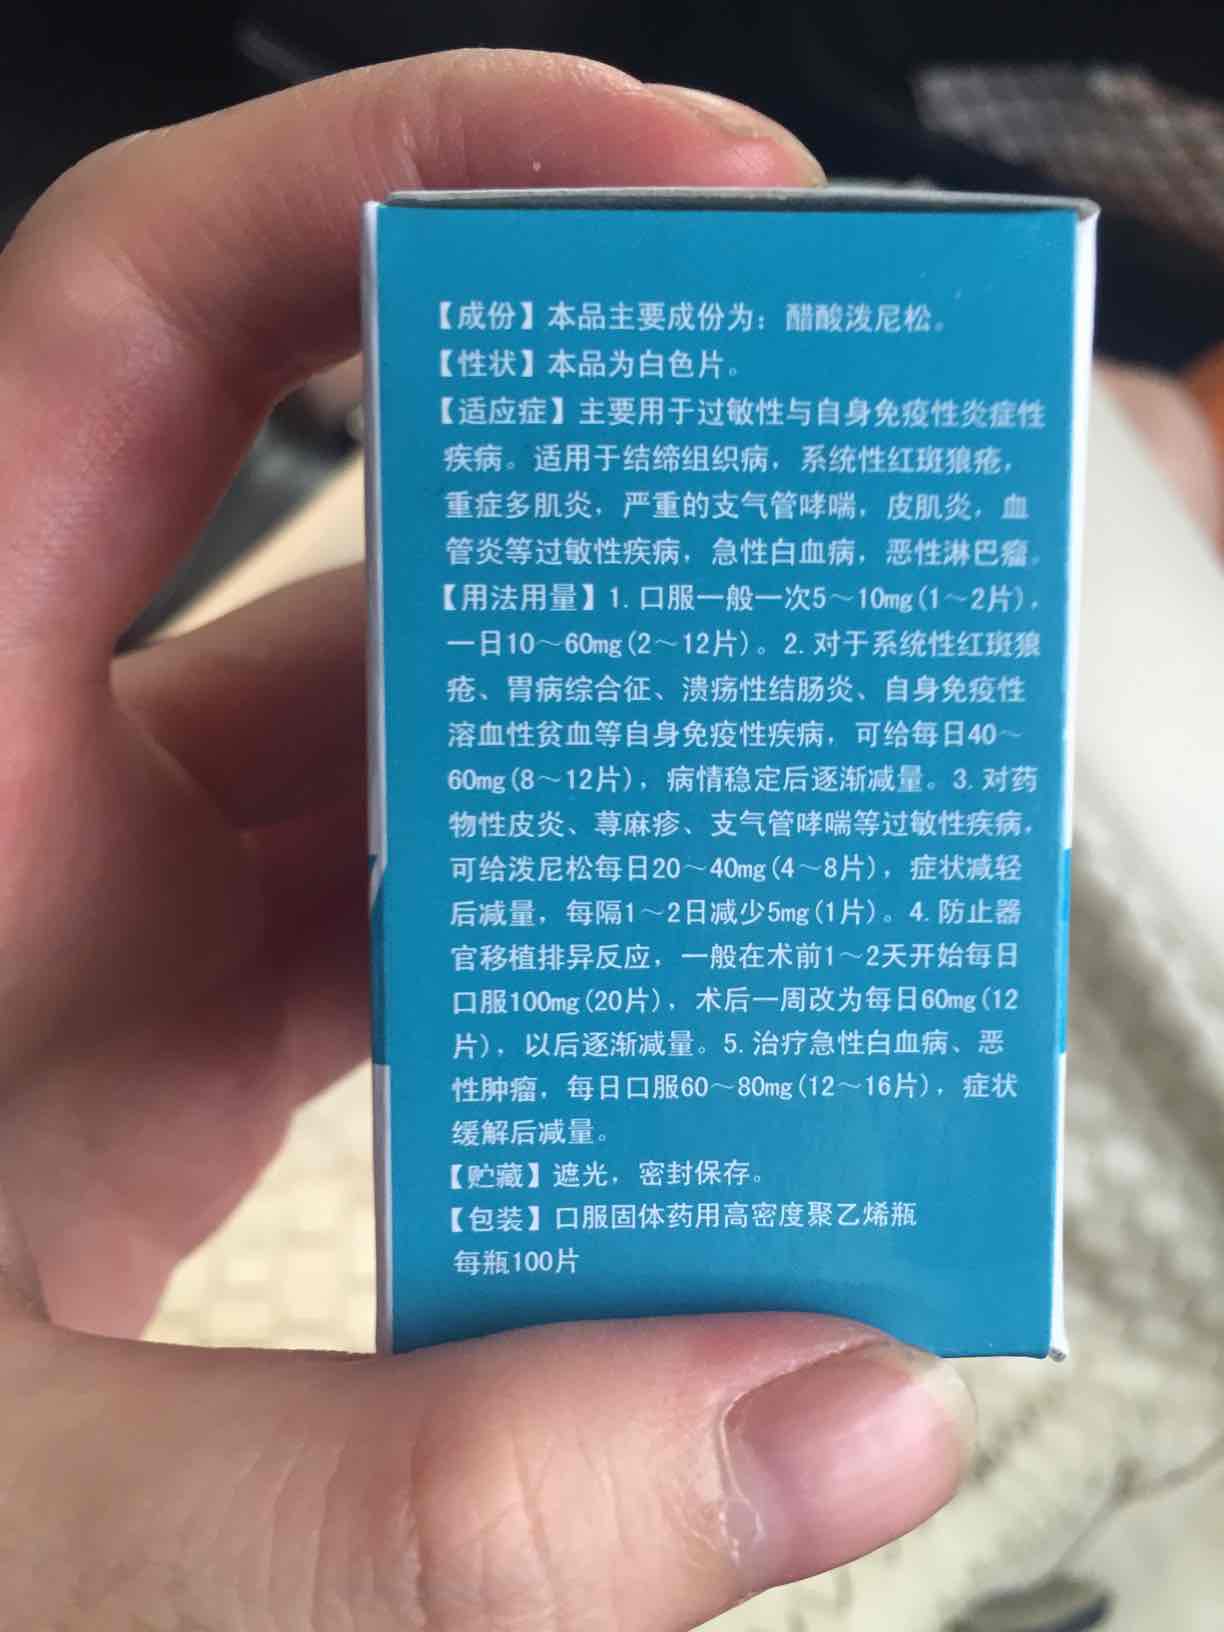 【成份】本品主要成份为：醋酸泼尼松。
【性状】本品为白色片。
【适应症】主要用于过敏性与自身免疫性炎症性
疾病。适用于结缔组织病，系统性红斑狼疮，
重症多肌炎，严重的支气管哮喘，皮肌炎，血
管炎等过敏性疾病，急性白血病，恶性淋巴瘤。
【用法用量】1.口服一般一次5～10mg(1～2片)，
一日10～60mg(2～12片)。2.对于系统性红斑狼
疮、胃病综合征、溃疡性结肠炎、自身免疫性
溶血性贫血等自身免疫性疾病，可给每日40～
60mg(8～12片)，病情稳定后逐渐减量。3.对药
物性皮炎、荨麻疹、支气管哮喘等过敏性疾病，
可给泼尼松每日20～40mg(4～8片)，症状减轻
后减量，每隔1～2日减少5mg(1片)。4.防止器
官移植排异反应，一般在术前1～2天开始每日
口服100mg(20片)，术后一周改为每日60mg(12
片)，以后逐渐减量。5.治疗急性白血病、恶
性肿瘤，每日口服60～80mg(12～16片)，症状
缓解后减量。
【贮藏】遮光，密封保存。
【包装】口服固体药用高密度聚乙烯瓶
每瓶100片